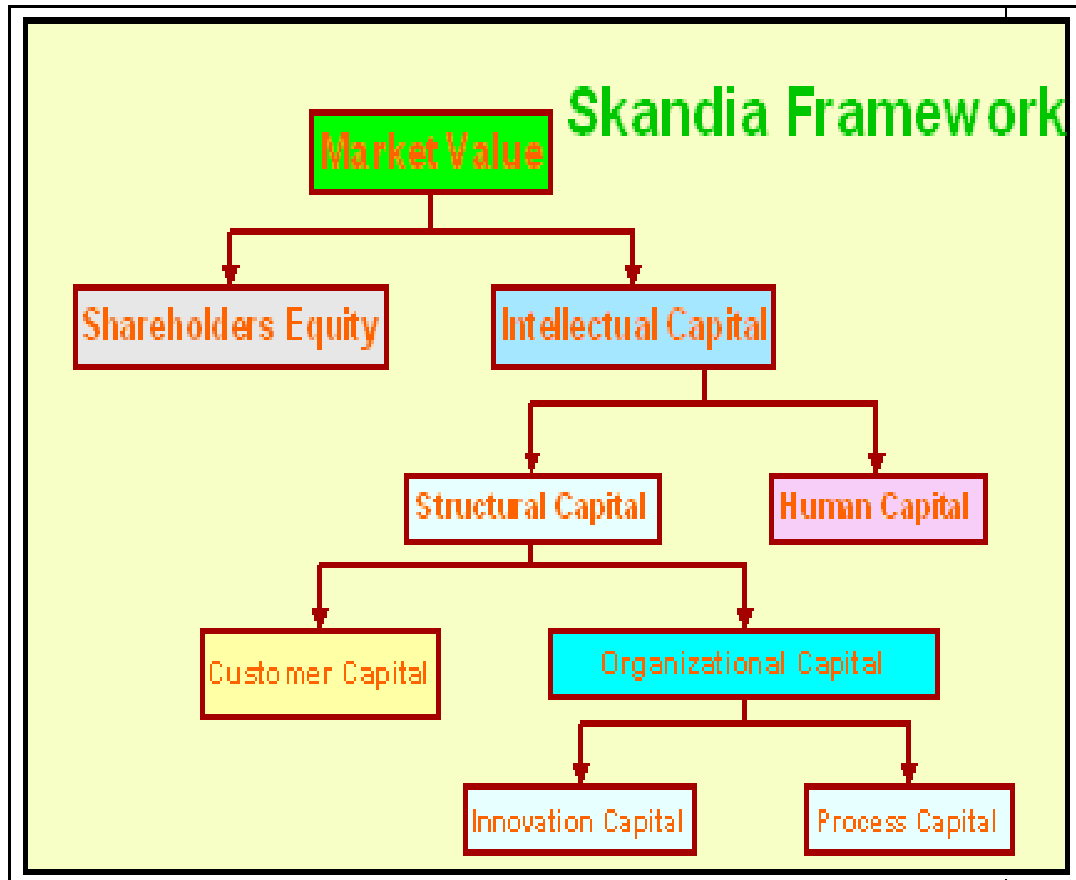 Skandia Framework
Market Value
Shareholders Equity
Intellectual Capital
Structural Capital
Human Capital
Customer Capital
Organizational Capital
Innovation Capital
Process Capital